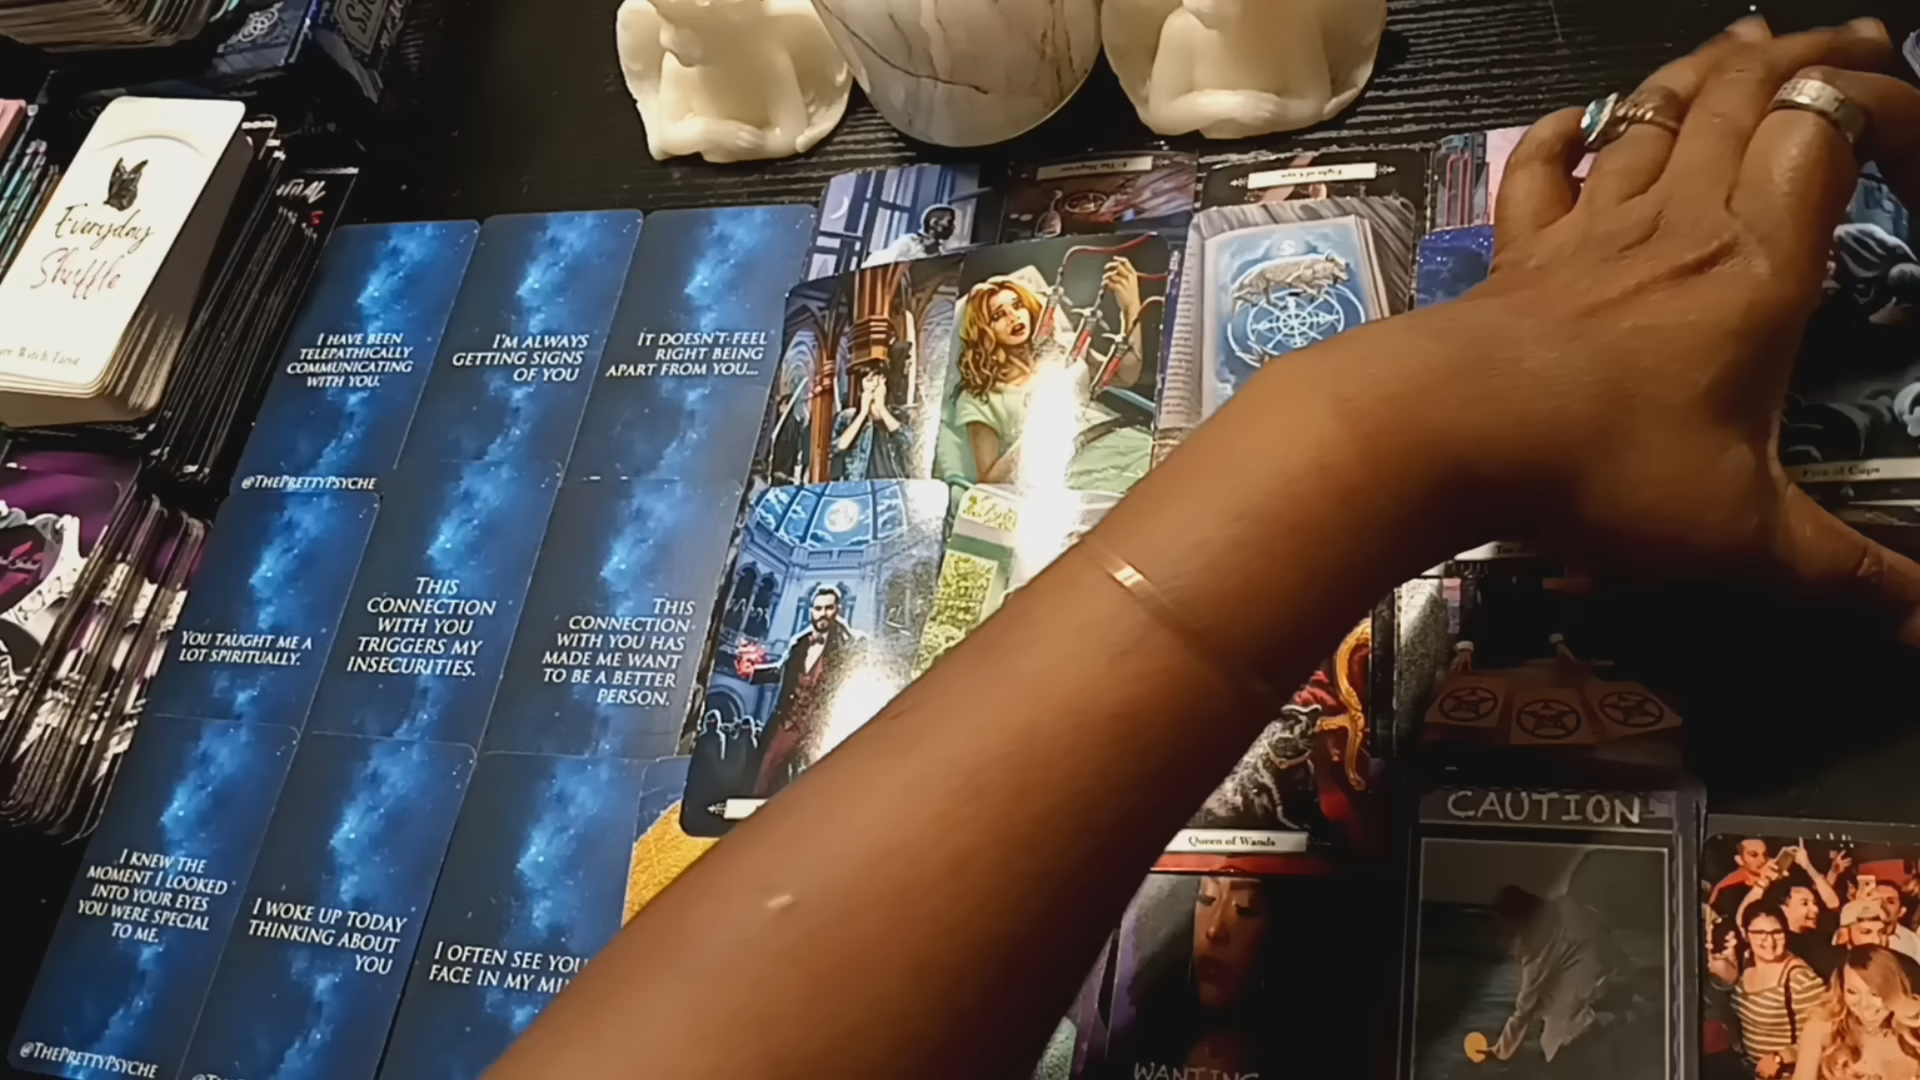 Everyday
Shuffle
I HAVE BEEN
TELEPATHICALLY
COMMUNICATING
WITH YOU.
@THEPRETTYPSYCHE
I'M ALWAYS
GETTING SIGNS
OF YOU
IT DOESN'T FEEL
RIGHT BEING
APART FROM YOU...
YOU TAUGHT ME A
LOT SPIRITUALLY.
THIS
CONNECTION
WITH YOU
TRIGGERS MY
INSECURITIES.
THIS
CONNECTION
WITH YOU HAS
MADE ME WANT
TO BE A BETTER
PERSON.
I KNEW THE
MOMENT I LOOKED
INTO YOUR EYES
YOU WERE SPECIAL
TO ME.
@THEPRETTYPSYCHE
I WOKE UP TODAY
THINKING ABOUT
YOU
I OFTEN SEE YOU
FACE IN MY MI
Queen of Wands
of Cups
CAUTION
WANTING